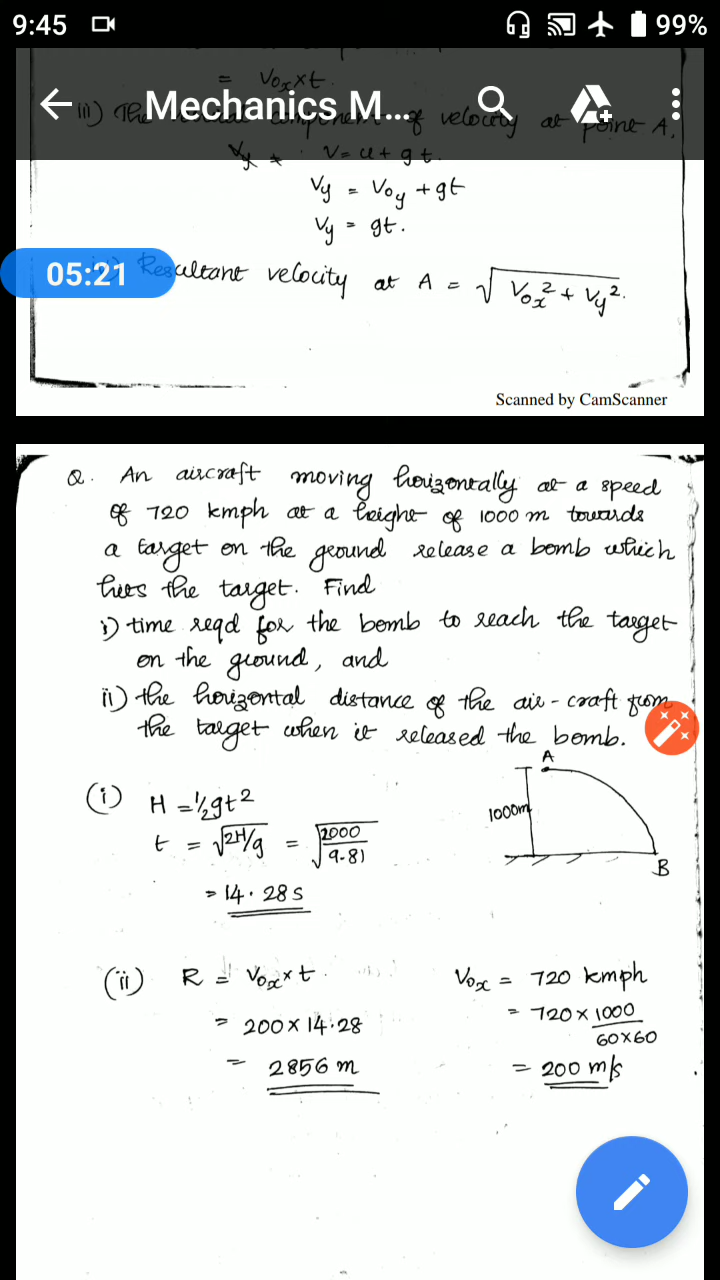 9:45
99%
= Vox×t.
Mechanics M...
iii) The vertical component of velocity at point A,
Vy = V = u + gt.
Vy = Voy + gt
Vy = gt.
05:21
Resultant velocity at A = √Vox² + Vy².
Scanned by CamScanner
Q. An aircraft moving horizontally at a speed
of 720 kmph at a height of 1000 m towards
a target on the ground release a bomb which
hits the target. Find
i) time reqd for the bomb to reach the target
on the ground, and
ii) the horizontal distance of the air-craft from
the target when it released the bomb.
A
1000m
B
(i) H = ½gt²
t = √2H/g = √2000/9.81
= 14.28 s
(ii) R = Vox×t.
= 200×14.28
= 2856 m
Vox = 720 kmph
= 720×1000/60×60
= 200 m/s